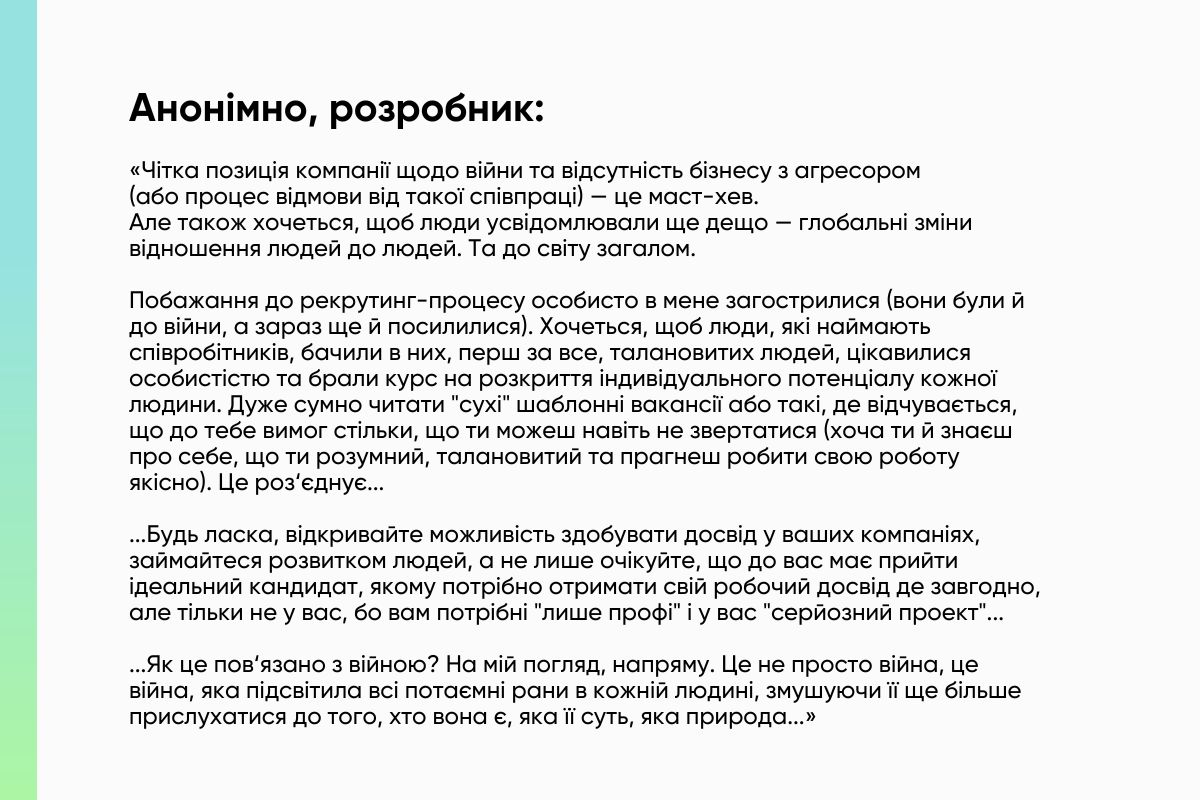 Анонімно, розробник:
«Чітка позиція компанії щодо війни та відсутність бізнесу з агресором
(або процес відмови від такої співпраці) — це маст-хев.
Але також хочеться, щоб люди усвідомлювали ще дещо — глобальні зміни
відношення людей до людей. Та до світу загалом.
Побажання до рекрутинг-процесу особисто в мене загострилися (вони були й
до війни, а зараз ще й посилилися). Хочеться, щоб люди, які наймають
співробітників, бачили в них, перш за все, талановитих людей, цікавилися
особистістю та брали курс на розкриття індивідуального потенціалу кожної
людини. Дуже сумно читати "сухі" шаблонні вакансії або такі, де відчувається,
що до тебе вимог стільки, що ти можеш навіть не звертатися (хоча ти й знаєш
про себе, що ти розумний, талановитий та прагнеш робити свою роботу
якісно). Це роз‘єднує...
...Будь ласка, відкривайте можливість здобувати досвід у ваших компаніях,
займайтеся розвитком людей, а не лише очікуйте, що до вас має прийти
ідеальний кандидат, якому потрібно отримати свій робочий досвід де завгодно,
але тільки не у вас, бо вам потрібні "лише профі" і у вас "серйозний проект"...
...Як це пов‘язано з війною? На мій погляд, напряму. Це не просто війна, це
війна, яка підсвітила всі потаємні рани в кожній людині, змушуючи її ще більше
прислухатися до того, хто вона є, яка її суть, яка природа...»